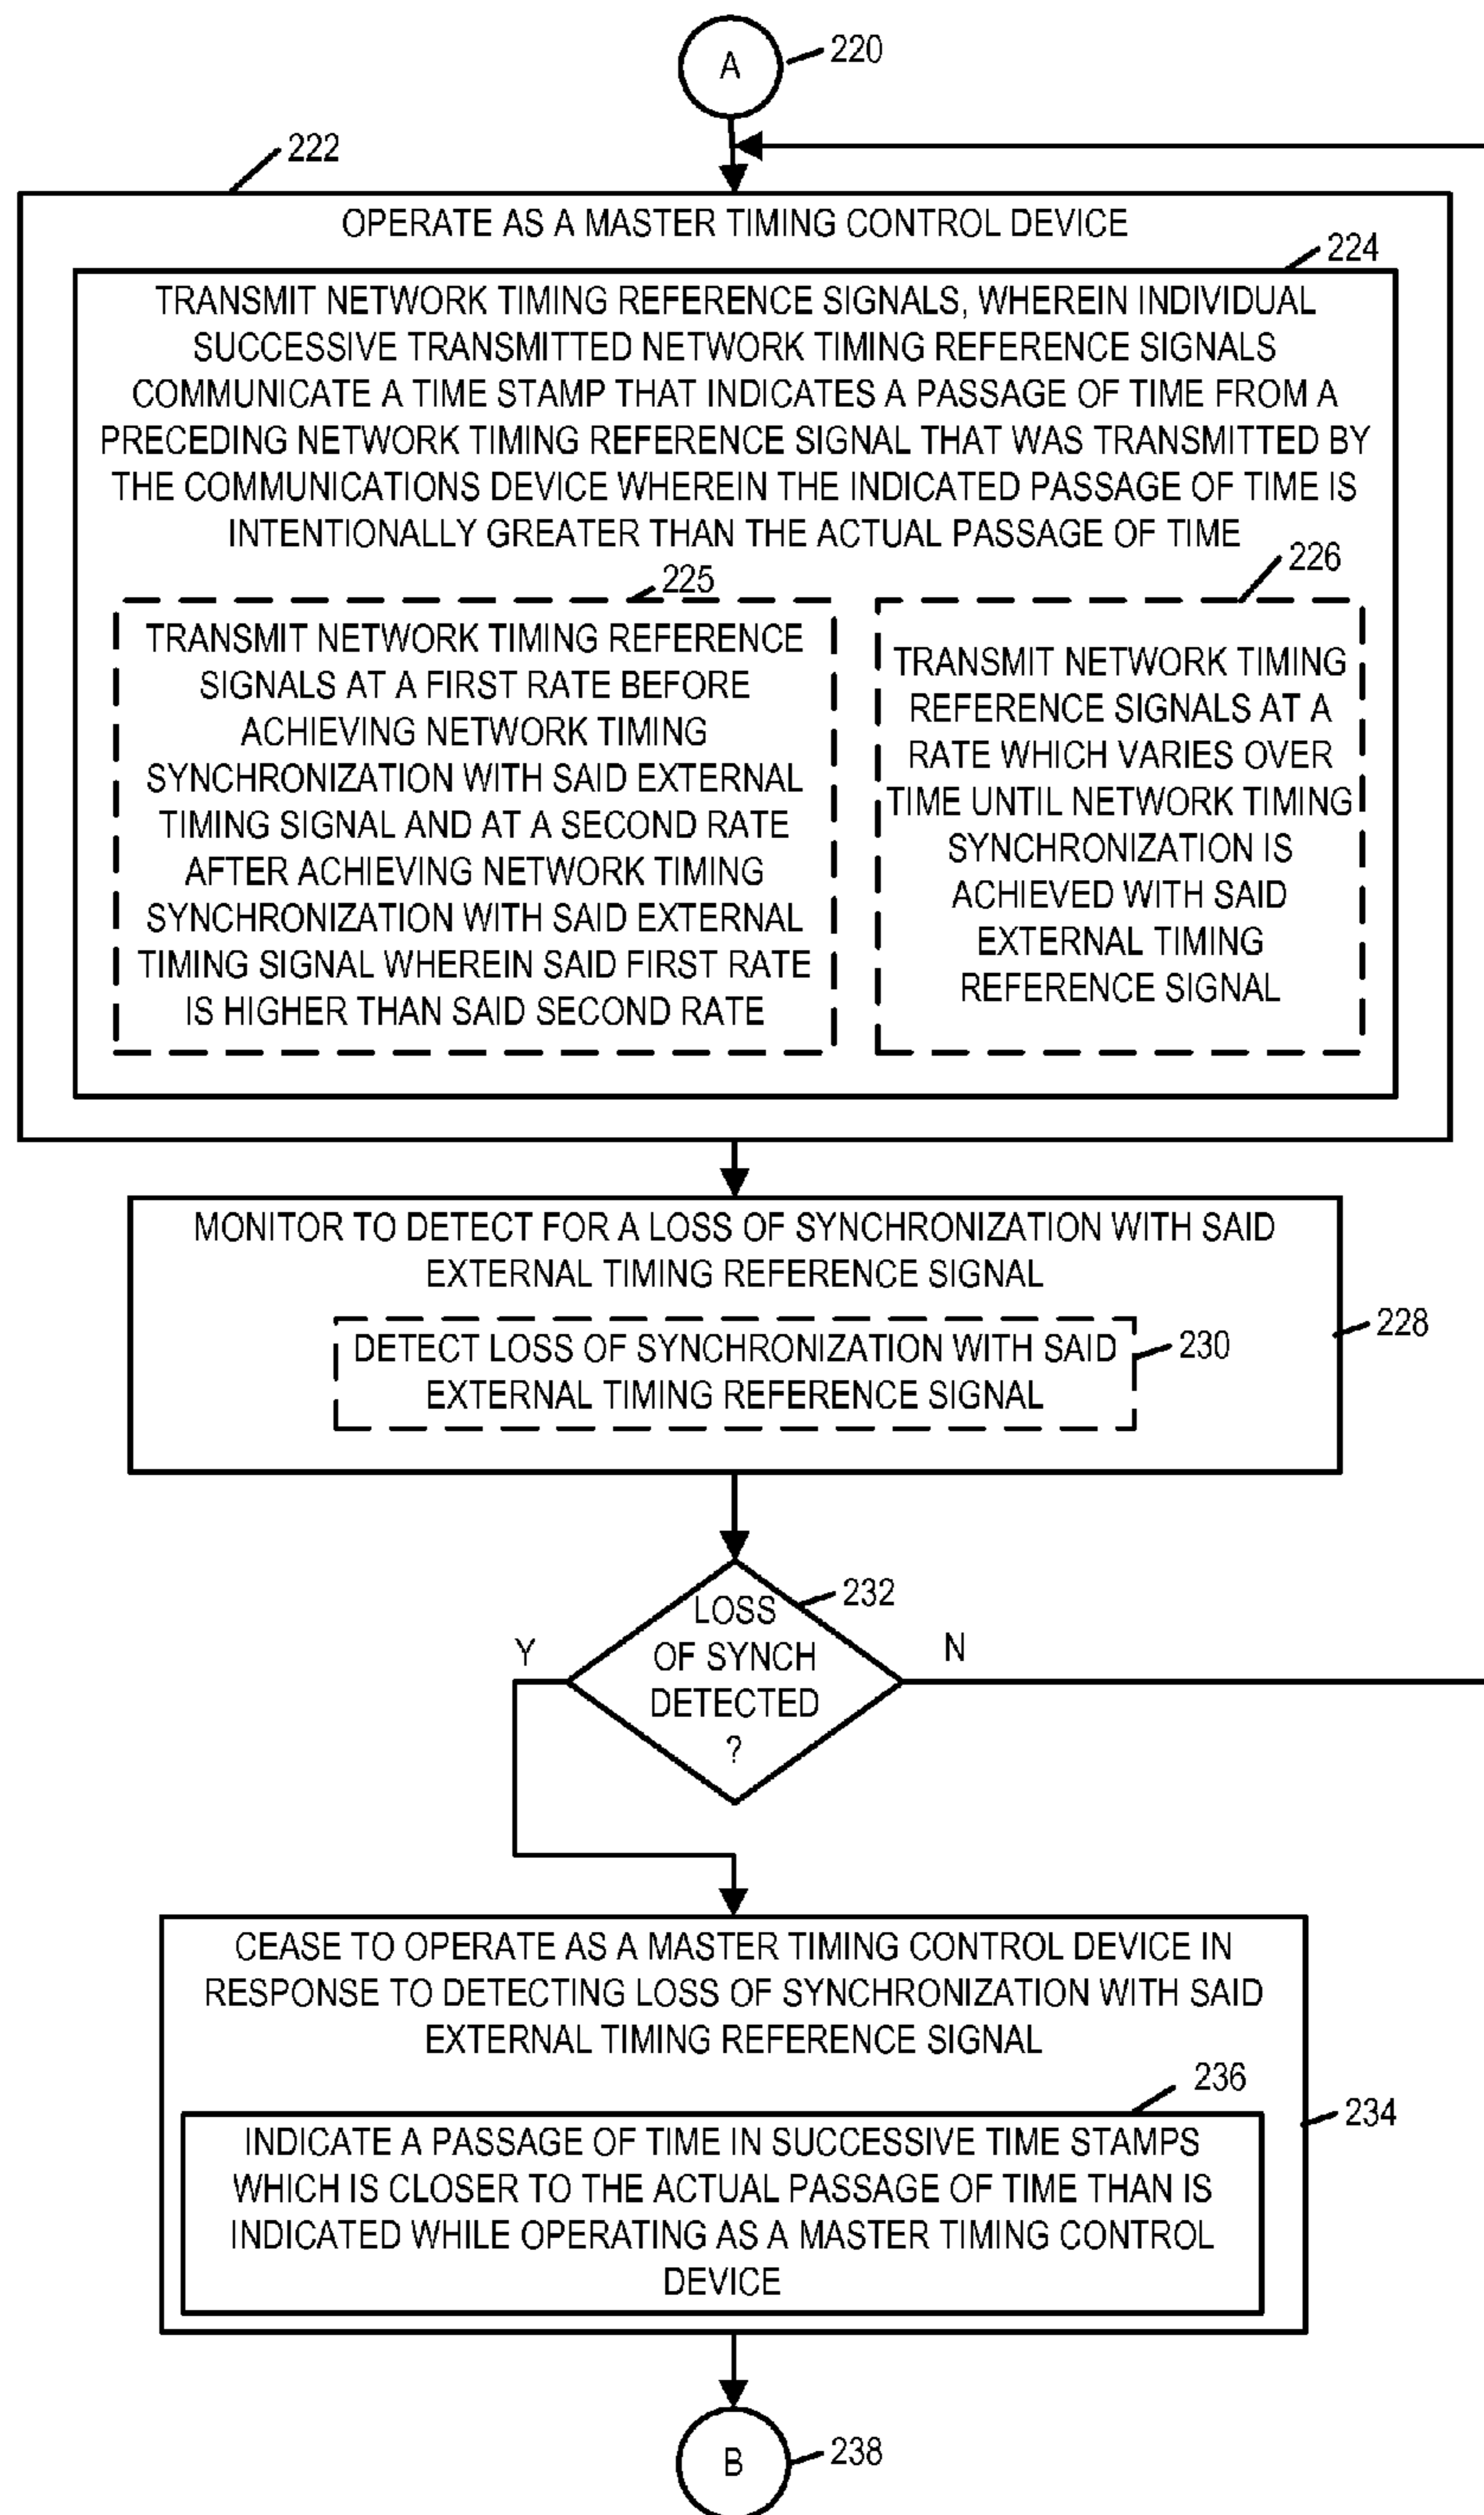 A
220
222
OPERATE AS A MASTER TIMING CONTROL DEVICE
224
TRANSMIT NETWORK TIMING REFERENCE SIGNALS, WHEREIN INDIVIDUAL
SUCCESSIVE TRANSMITTED NETWORK TIMING REFERENCE SIGNALS
COMMUNICATE A TIME STAMP THAT INDICATES A PASSAGE OF TIME FROM A
PRECEDING NETWORK TIMING REFERENCE SIGNAL THAT WAS TRANSMITTED BY
THE COMMUNICATIONS DEVICE WHEREIN THE INDICATED PASSAGE OF TIME IS
INTENTIONALLY GREATER THAN THE ACTUAL PASSAGE OF TIME
225
TRANSMIT NETWORK TIMING REFERENCE
SIGNALS AT A FIRST RATE BEFORE
ACHIEVING NETWORK TIMING
SYNCHRONIZATION WITH SAID EXTERNAL
TIMING SIGNAL AND AT A SECOND RATE
AFTER ACHIEVING NETWORK TIMING
SYNCHRONIZATION WITH SAID EXTERNAL
TIMING SIGNAL WHEREIN SAID FIRST RATE
IS HIGHER THAN SAID SECOND RATE
226
TRANSMIT NETWORK TIMING
REFERENCE SIGNALS AT A
RATE WHICH VARIES OVER
TIME UNTIL NETWORK TIMING
SYNCHRONIZATION IS
ACHIEVED WITH SAID
EXTERNAL TIMING
REFERENCE SIGNAL
MONITOR TO DETECT FOR A LOSS OF SYNCHRONIZATION WITH SAID
EXTERNAL TIMING REFERENCE SIGNAL
228
DETECT LOSS OF SYNCHRONIZATION WITH SAID
EXTERNAL TIMING REFERENCE SIGNAL
230
232
LOSS
OF SYNCH
DETECTED
?
Y
N
CEASE TO OPERATE AS A MASTER TIMING CONTROL DEVICE IN
RESPONSE TO DETECTING LOSS OF SYNCHRONIZATION WITH SAID
EXTERNAL TIMING REFERENCE SIGNAL
236
234
INDICATE A PASSAGE OF TIME IN SUCCESSIVE TIME STAMPS
WHICH IS CLOSER TO THE ACTUAL PASSAGE OF TIME THAN IS
INDICATED WHILE OPERATING AS A MASTER TIMING CONTROL
DEVICE
B
238